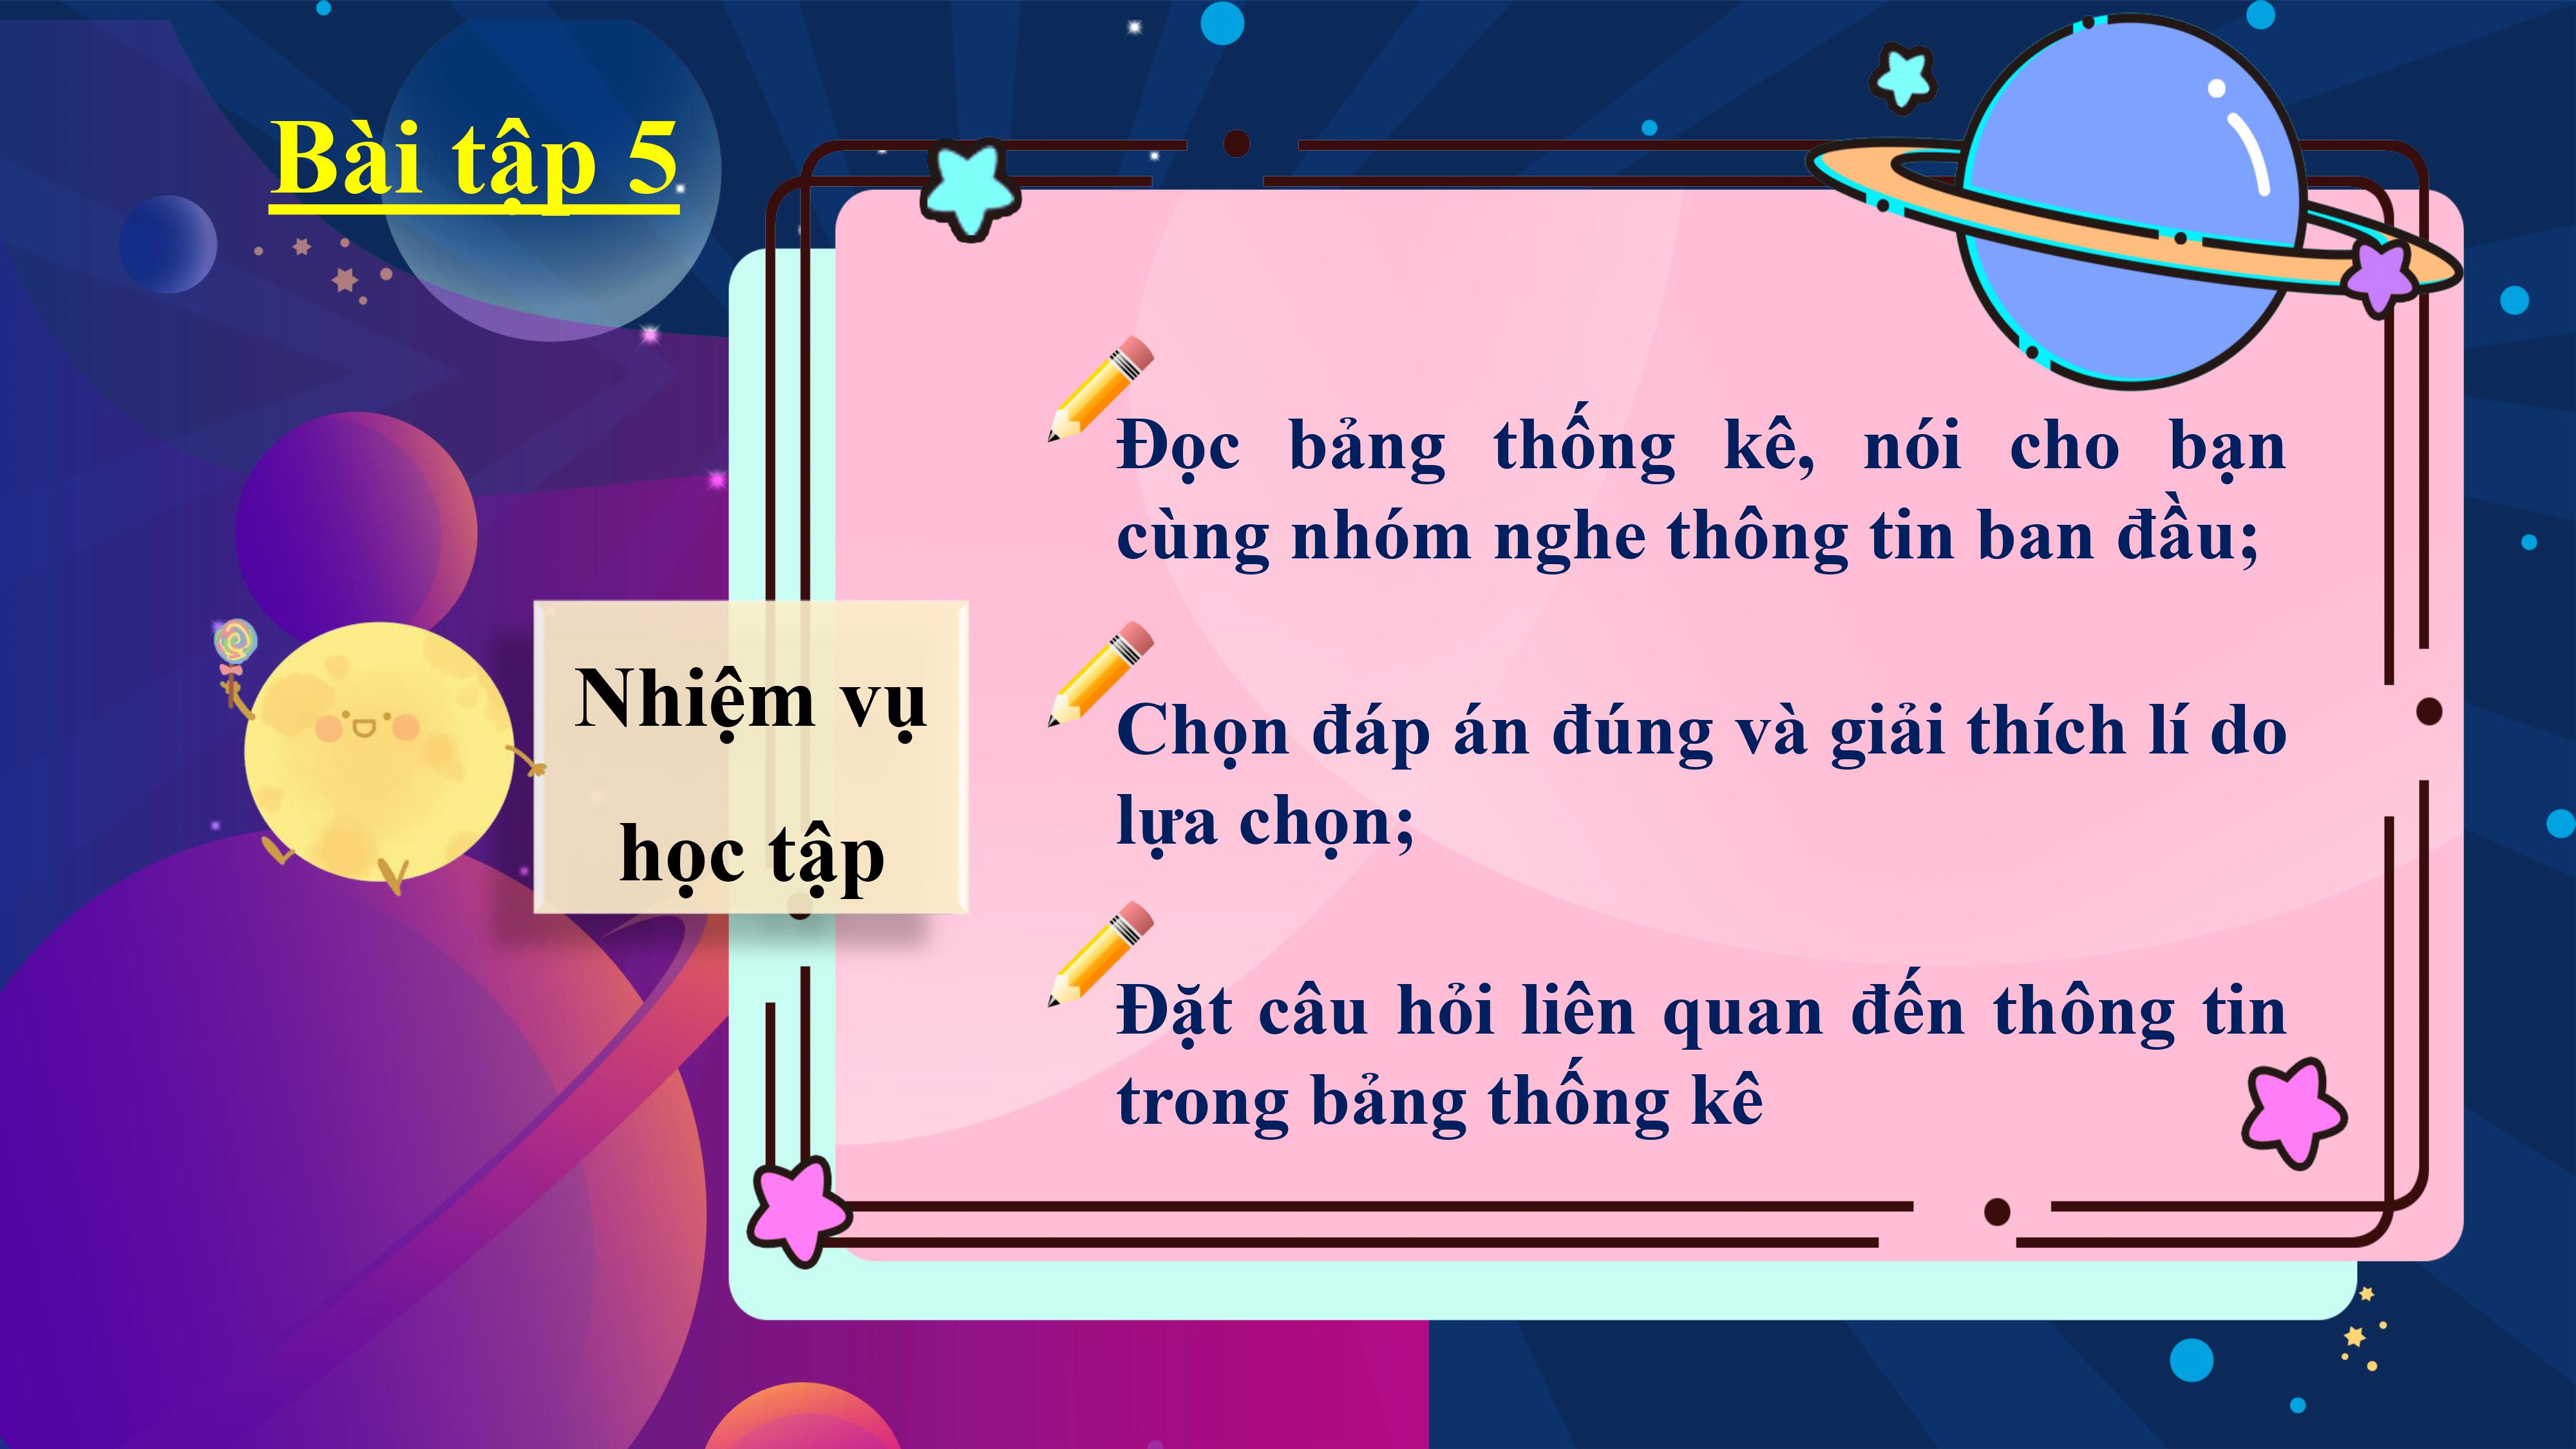 Bài tập 5
Nhiệm vụ
học tập
Đọc bảng thống kê, nói cho bạn
cùng nhóm nghe thông tin ban đầu;
Chọn đáp án đúng và giải thích lí do
lựa chọn;
Đặt câu hỏi liên quan đến thông tin
trong bảng thống kê